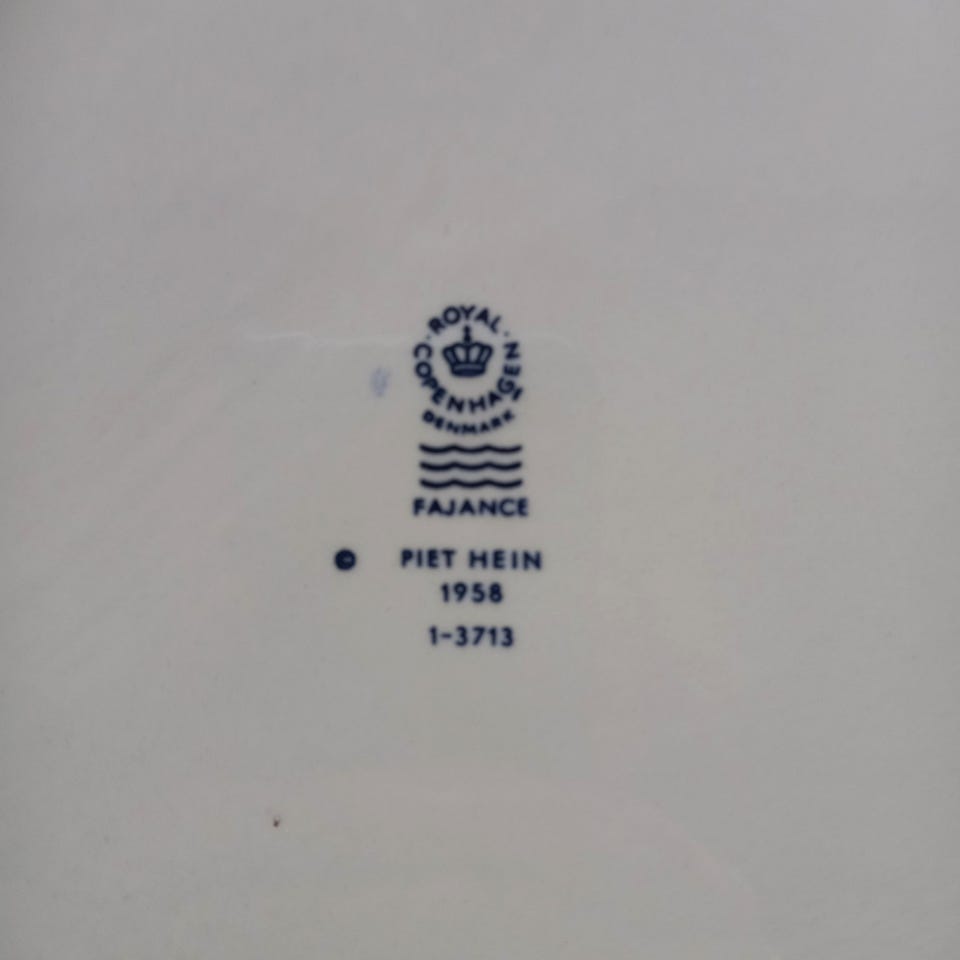 ROYAL
COPENHAGEN
DENMARK
FAJANCE
© PIET HEIN
1958
1-3713